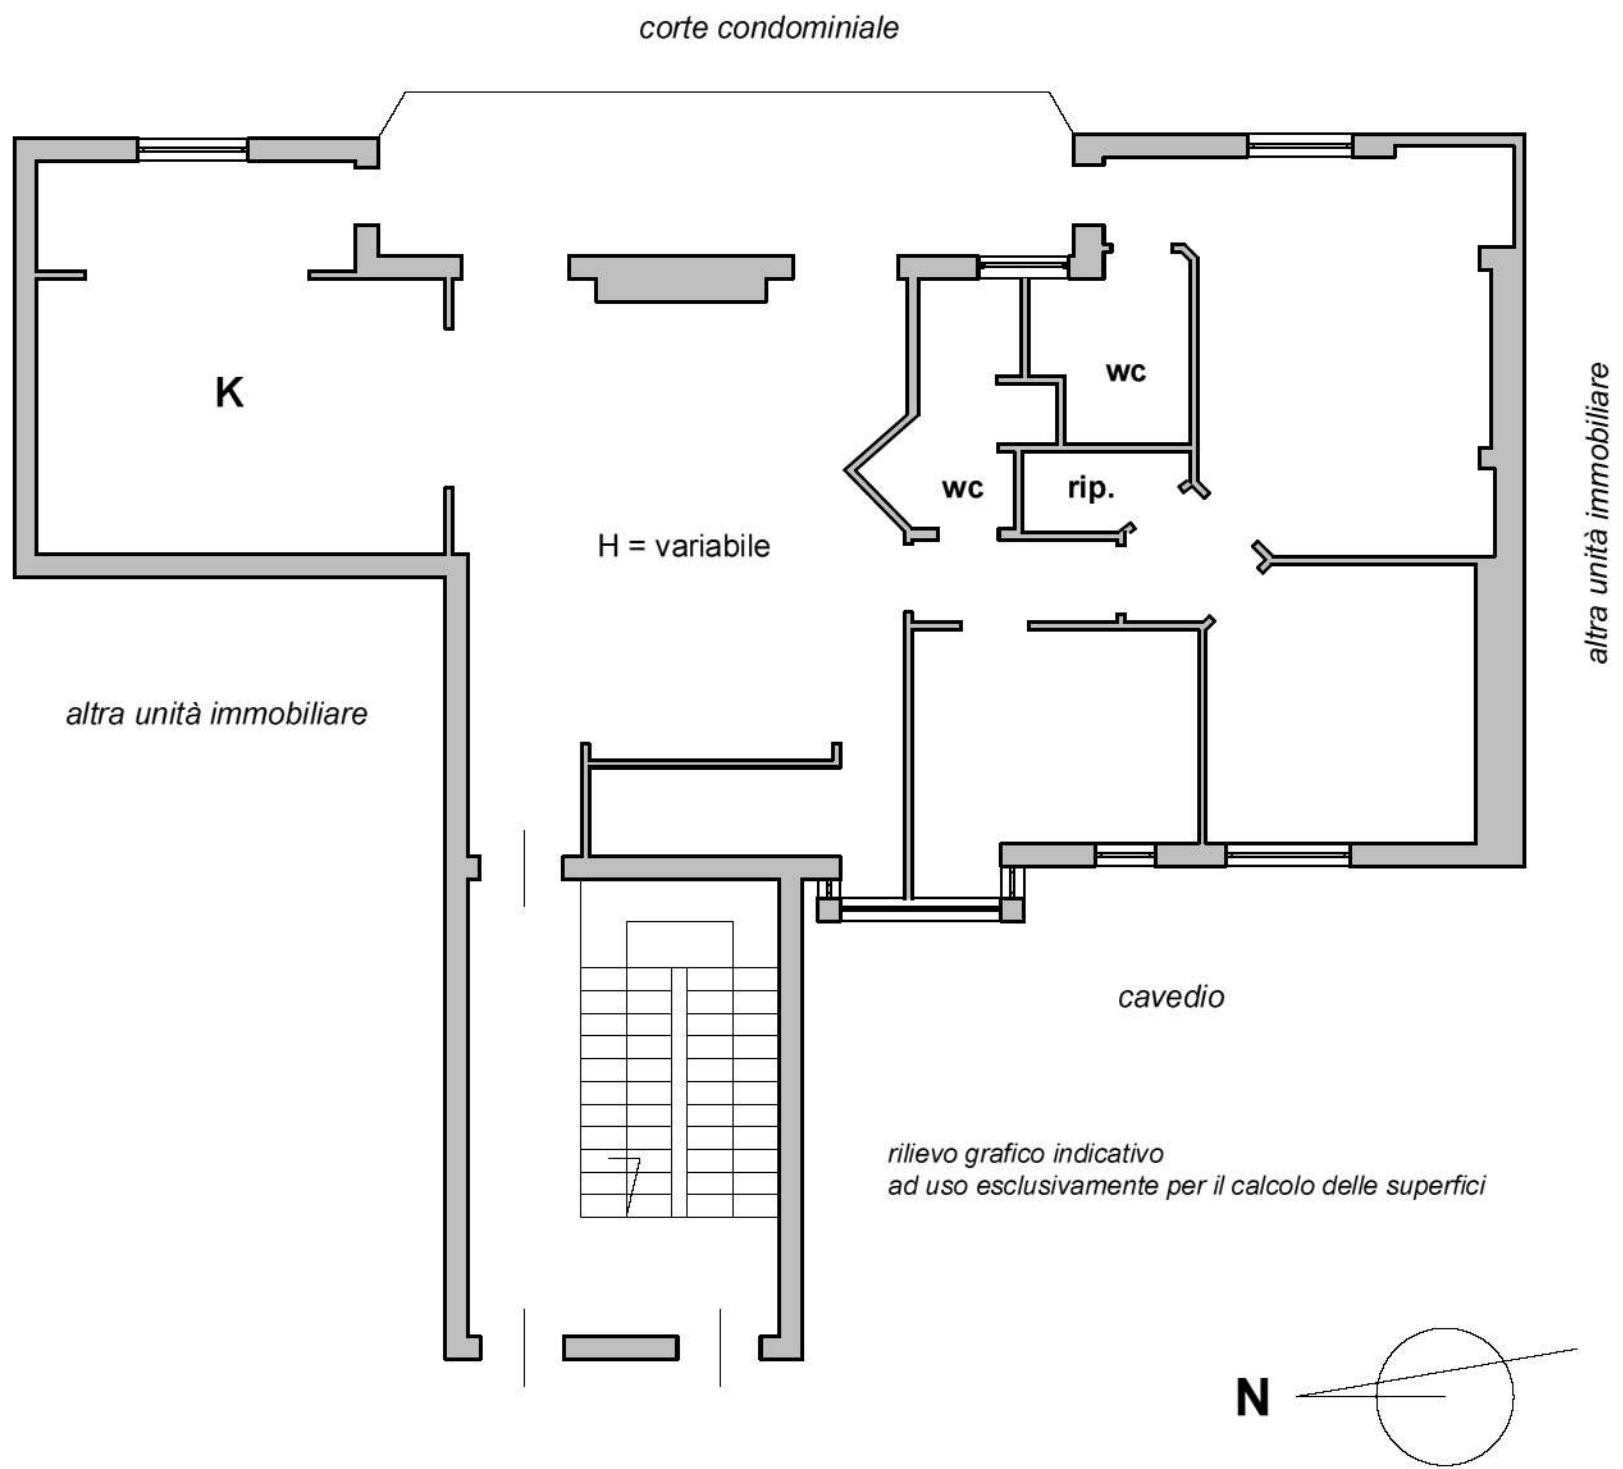 corte condominiale
K
wc
wc
rip.
altra unità immobiliare
H = variabile
altra unità immobiliare
cavedio
rilievo grafico indicativo
ad uso esclusivamente per il calcolo delle superfici
N